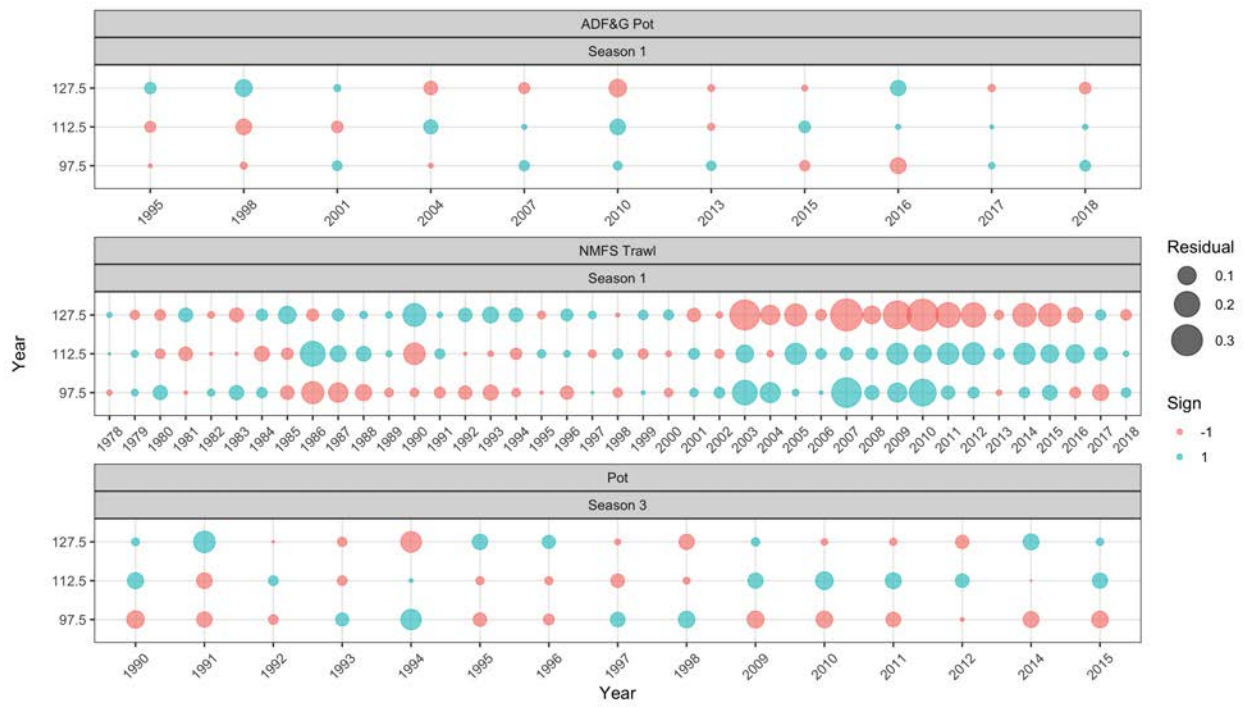 ADF&G Pot
Season 1
127.5
112.5
97.5
1995 1998 2001 2004 2007 2010 2013 2015 2016 2017 2018
NMFS Trawl
Season 1
127.5
112.5
97.5
1978 1979 1980 1981 1982 1983 1984 1985 1986 1987 1988 1989 1990 1991 1992 1993 1994 1995 1996 1997 1998 1999 2000 2001 2002 2003 2004 2005 2006 2007 2008 2009 2010 2011 2012 2013 2014 2015 2016 2017 2018
Pot
Season 3
127.5
112.5
97.5
1990 1991 1992 1993 1994 1995 1996 1997 1998 2009 2010 2011 2012 2014 2015
Year
Year
Residual
0.1
0.2
0.3
Sign
-1
1